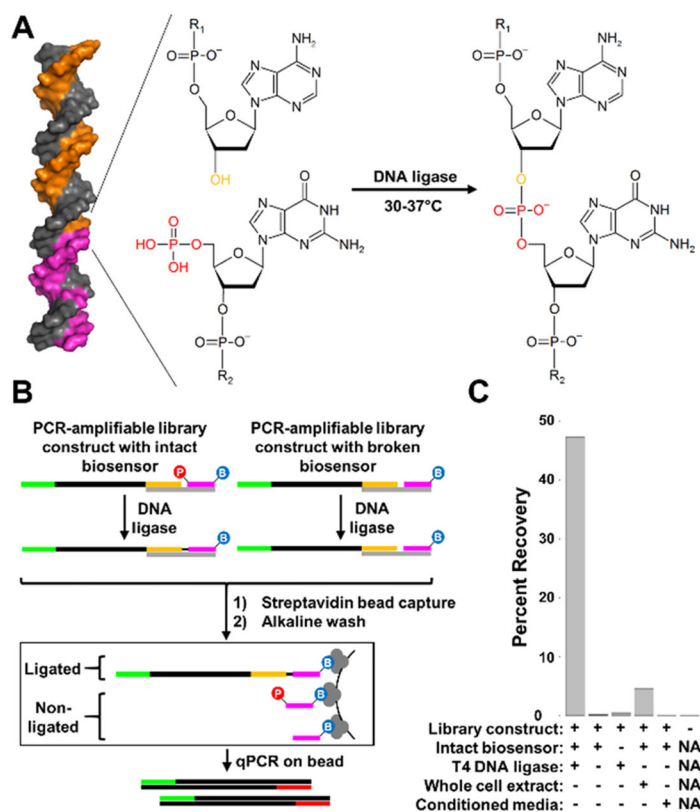 A
R1
O=P-O-
O
NH2
N
N
N
N
O
OH
O
HO-P-O
OH
O
N
NH
N
N
NH2
O
O
O=P-O-
R2
DNA ligase
30-37°C
R1
O=P-O-
O
NH2
N
N
N
N
O
O
O=P-O-
O
O
N
NH
N
N
NH2
O
O
O=P-O-
R2
B
PCR-amplifiable library
construct with intact
biosensor
P
B
PCR-amplifiable library
construct with broken
biosensor
B
DNA
ligase
DNA
ligase
B
B
1) Streptavidin bead capture
2) Alkaline wash
Ligated
B
Non-
ligated
P
B
B
qPCR on bead
C
Percent Recovery
50
40
30
20
10
0
Library construct: + + + + + -
Intact biosensor: + + - + + NA
T4 DNA ligase: + - + - - NA
Whole cell extract: - - - + - NA
Conditioned media: - - - - + NA